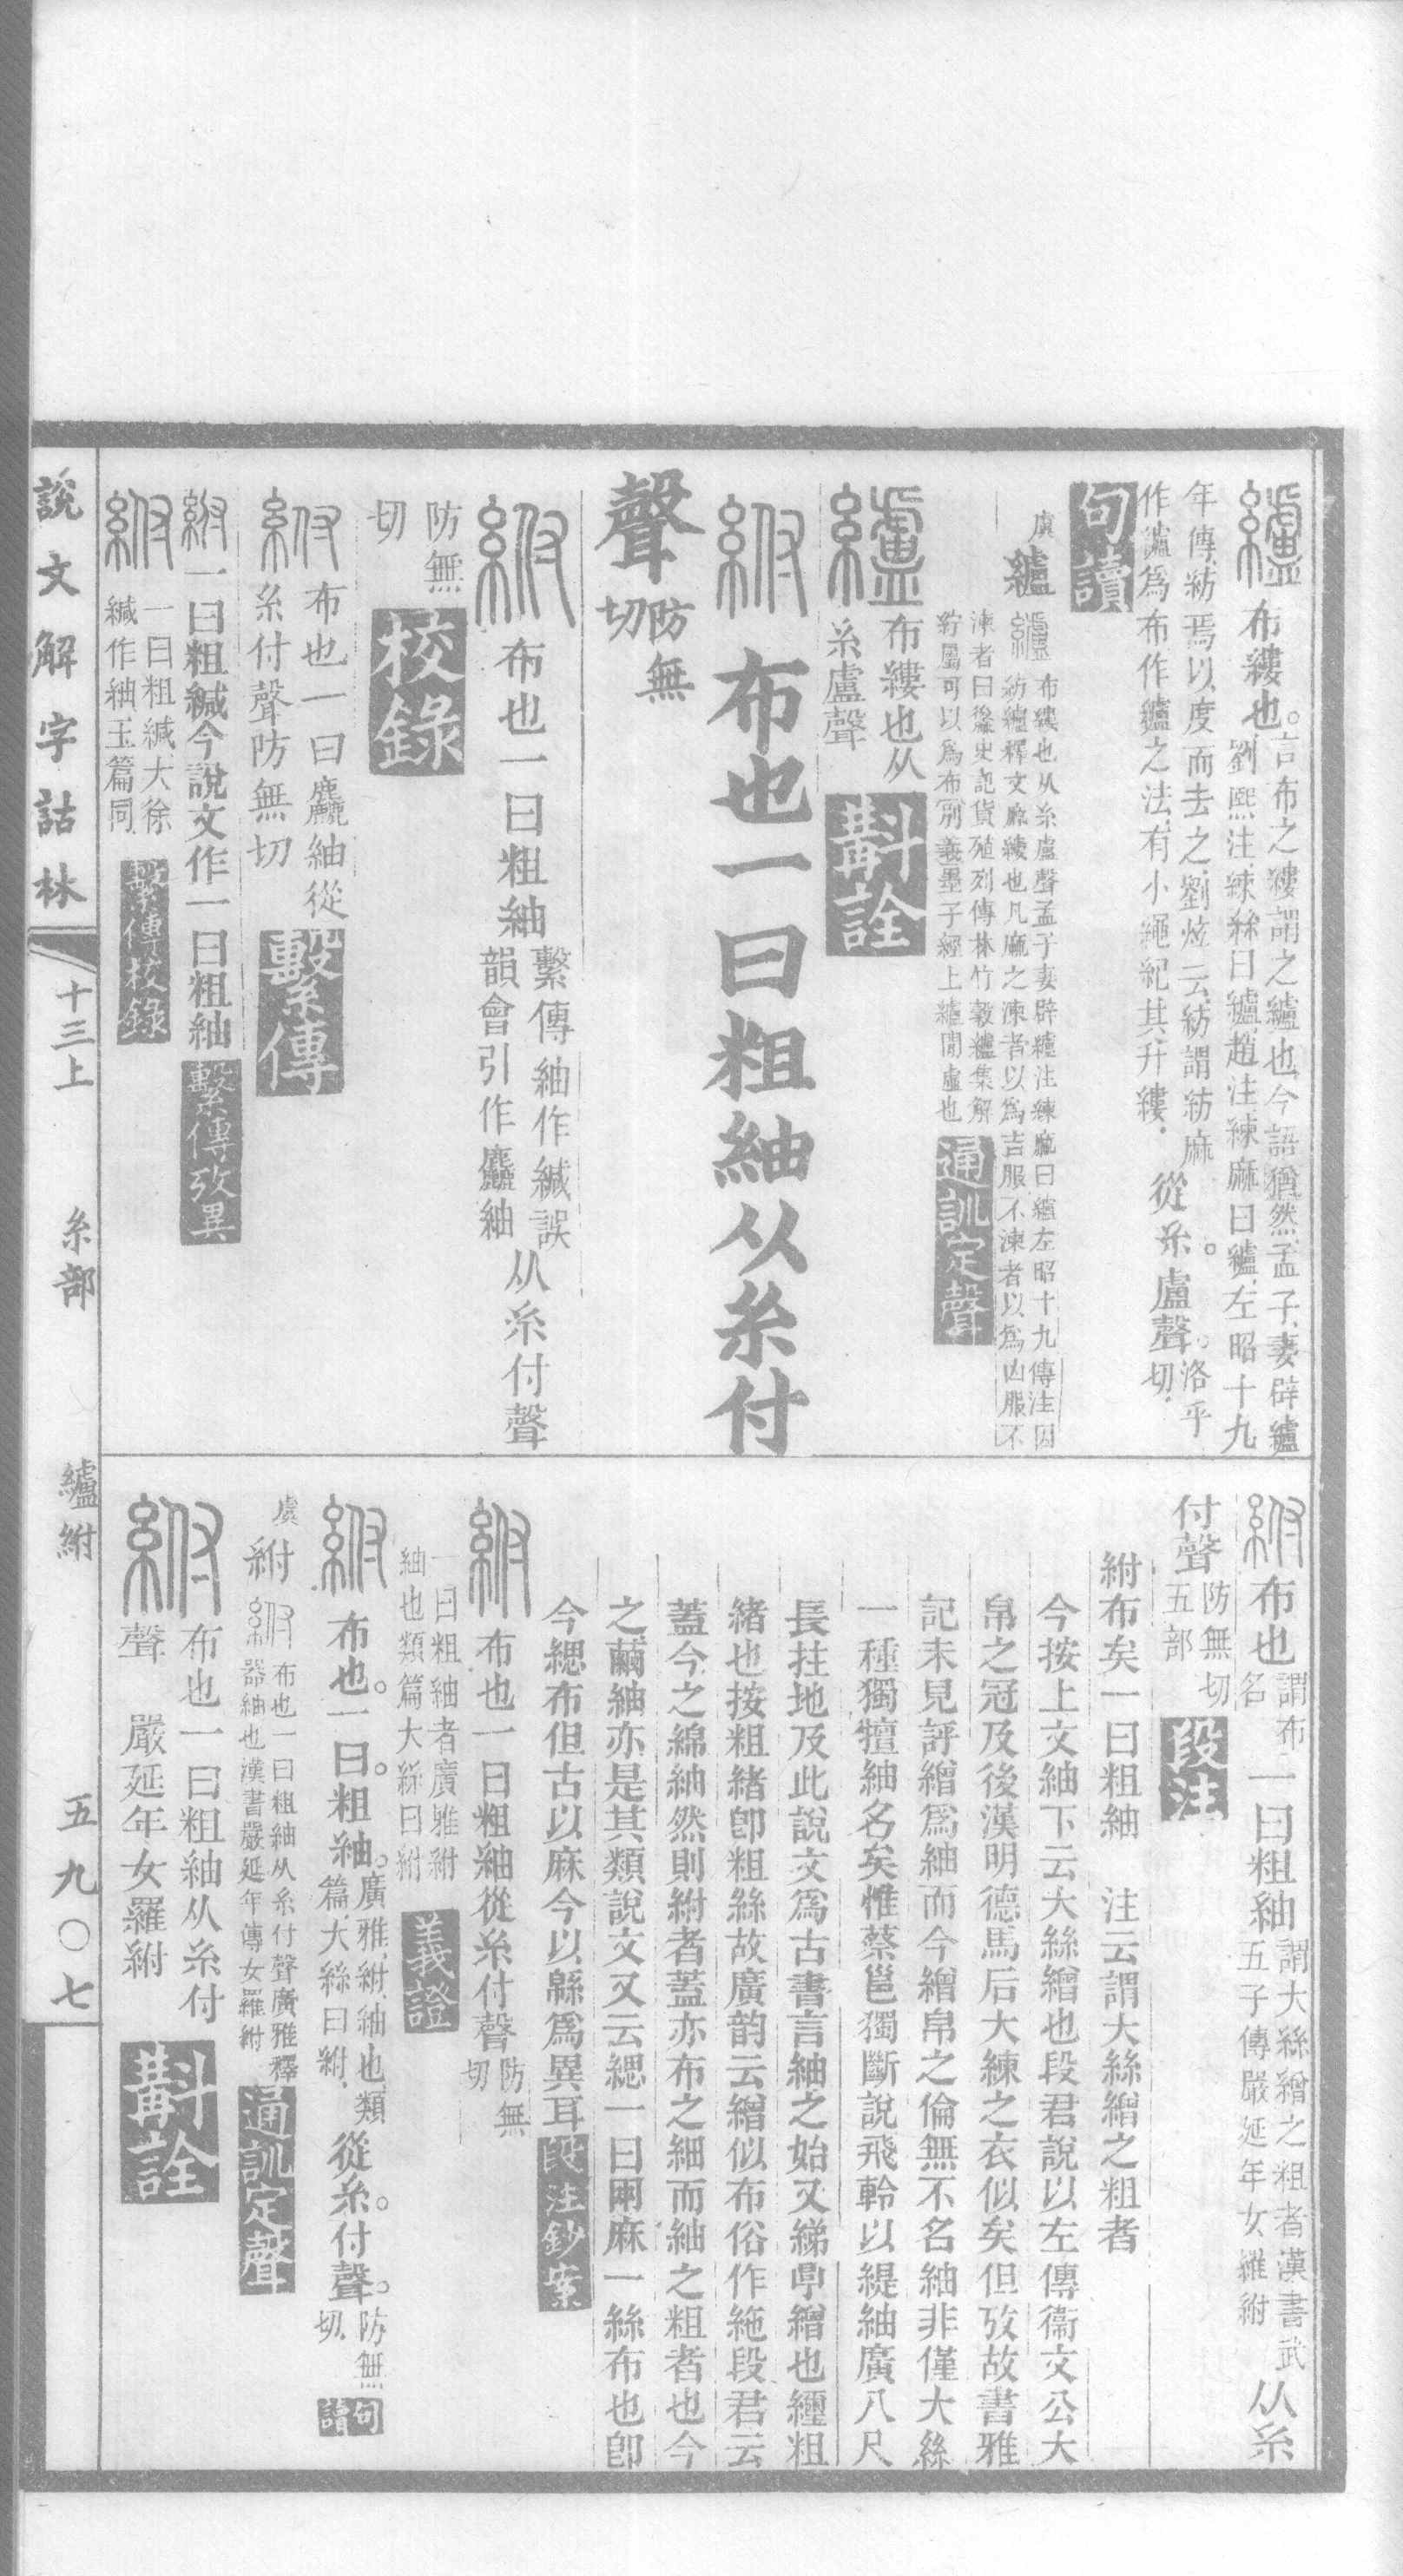 纑布縷也。言布之縷謂之纑也、今語猶然、孟子、妻辟纑
劉熙注、練絲曰纑、趙注、練麻曰纑、左昭十九
年傳、紡焉以度而去之、劉炫云、紡謂紡麻
作纑爲布、作纑之法、有小繩紀其升縷、從糸。盧聲。洛乎切、
句讀
虞纑纑布縷也从糸盧聲孟子妻辟纑注練麻曰纑左昭十九傳注因
紡纑釋文麻縷也凡麻之湅者以爲吉服不湅者以爲凶服不
湅者曰纑史記貨殖列傳林竹穀纑集解
紵屬可以爲布别義墨子經上纑閒虛也通訓定聲
纑布縷也从
糸盧聲斠詮
紨布也一曰粗紬从糸付
聲防無切
紨布也一曰粗紬繫傳紬作緘誤
韻會引作麤紬从糸付聲
防無切校錄
紨布也一曰麤紬從
糸付聲防無切繫傳
紨一曰粗緘今說文作一曰粗紬繫傳攷異
紨一曰粗緘、大徐
緘作紬玉篇同、繫傳校錄
紨布也謂布名一曰粗紬謂大絲繒之粗者漢書武
五子傳嚴延年女羅紨从糸
付聲防無切五部段注
紨布矣一曰粗紬　注云謂大絲繒之粗者
今按上文紬下云大絲繒也段君說以左傳衞文公大
帛之冠及後漢明德馬后大練之衣似矣但攷故書雅
記未見評繒爲紬而今繒帛之倫無不名紬非僅大絲
一種獨擅紬名矣惟蔡邕獨斷說飛軨以緹紬廣八尺
長拄地及此說文爲古書言紬之始又綈㫗繒也纆粗
緒也按粗緒卽粗絲故廣韵云繒似布俗作絁段君云
蓋今之綿紬然則紨者蓋亦布之細而紬之粗者也今
之繭紬亦是其類說文又云緦一曰兩麻一絲布也卽
今緦布但古以麻今以緜爲異耳段注鈔案
紨布也一曰粗紬從糸付聲防無切
一曰粗紬者廣雅紨
紬也類篇大絲曰紨義證
紨布也。一曰。粗紬。廣雅、紨、紬也、類
篇、大絲曰紨、從糸。付聲。防無切、句讀
虞紨紨布也一曰粗紬从糸付聲廣雅釋
器紬也漢書嚴延年傳女羅紨通訓定聲
紨布也一曰粗紬从糸付
聲　嚴延年女羅紨斠詮
說文解字詁林　十三上　糸部　纑紨　五九〇七